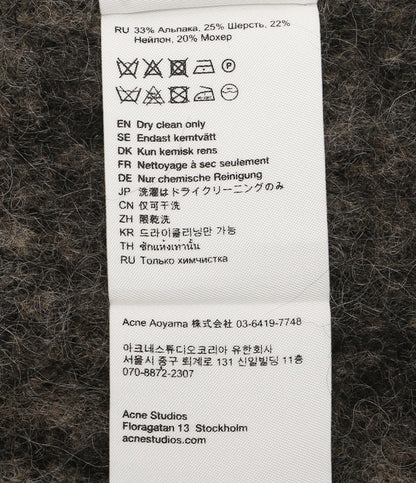 RU 33% Альпака, 25% Шерсть, 22%
Нейлон, 20% Мохер
EN Dry clean only
SE Endast kemtvätt
DK Kun kemisk rens
FR Nettoyage à sec seulement
DE Nur chemische Reinigung
JP 洗濯はドライクリーニングのみ
CN 仅可干洗
ZH 限乾洗
KR 드라이클리닝만 가능
TH ซักแห้งเท่านั้น
RU Только химчистка
Acne Aoyama 株式会社 03-6419-7748
아크네스튜디오코리아 유한회사
서울시 중구 퇴계로 131 신일빌딩 11층
070-8872-2307
Acne Studios
Floragatan 13 Stockholm
acnestudios.com